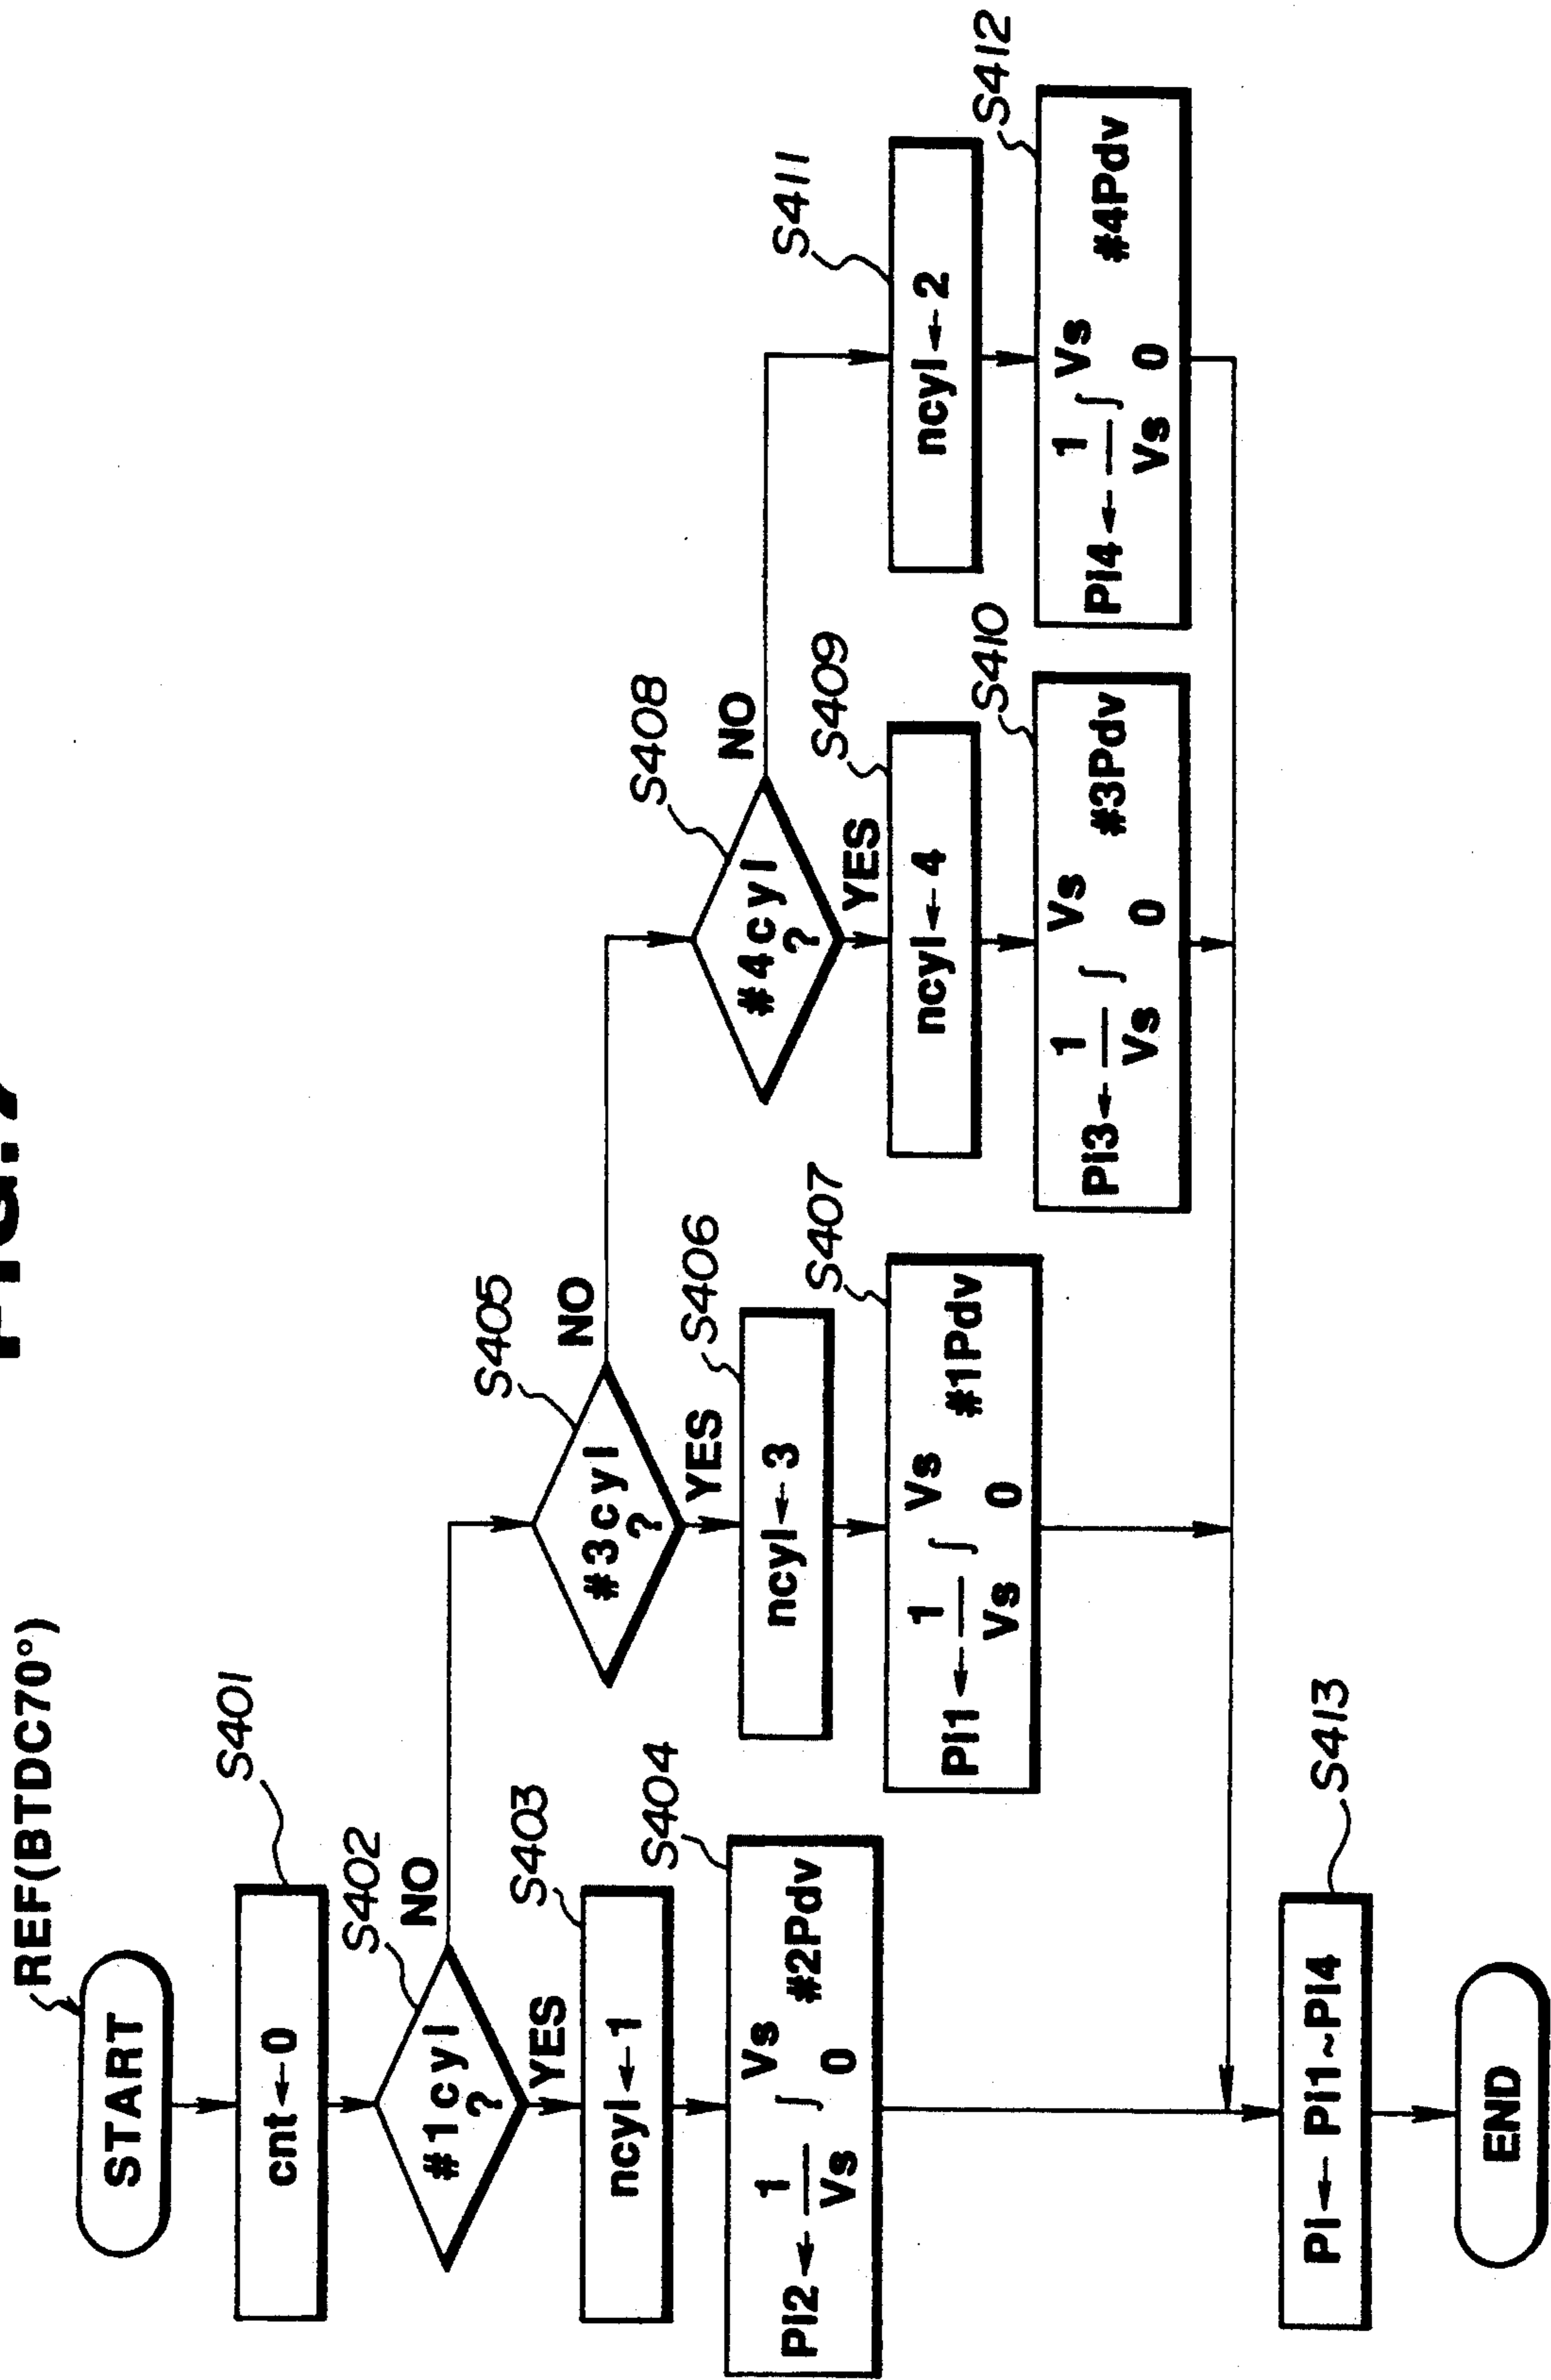 FIG.7
REF(BTDC70°)
START
S401
cnt←0
S402
#1cyl
?
NO
YES
S403
ncyl←1
S404
Pi2← 1/Vs ∫ Vs 0 #2Pdv
S405
#3cyl
?
NO
YES
S406
ncyl←3
S407
Pi1← 1/Vs ∫ Vs 0 #1Pdv
S408
#4cyl
?
NO
YES
S409
ncyl←4
S410
Pi3← 1/Vs ∫ Vs 0 #3Pdv
S411
ncyl←2
S412
Pi4← 1/Vs ∫ Vs 0 #4Pdv
S413
Pi← Pi1~Pi4
END